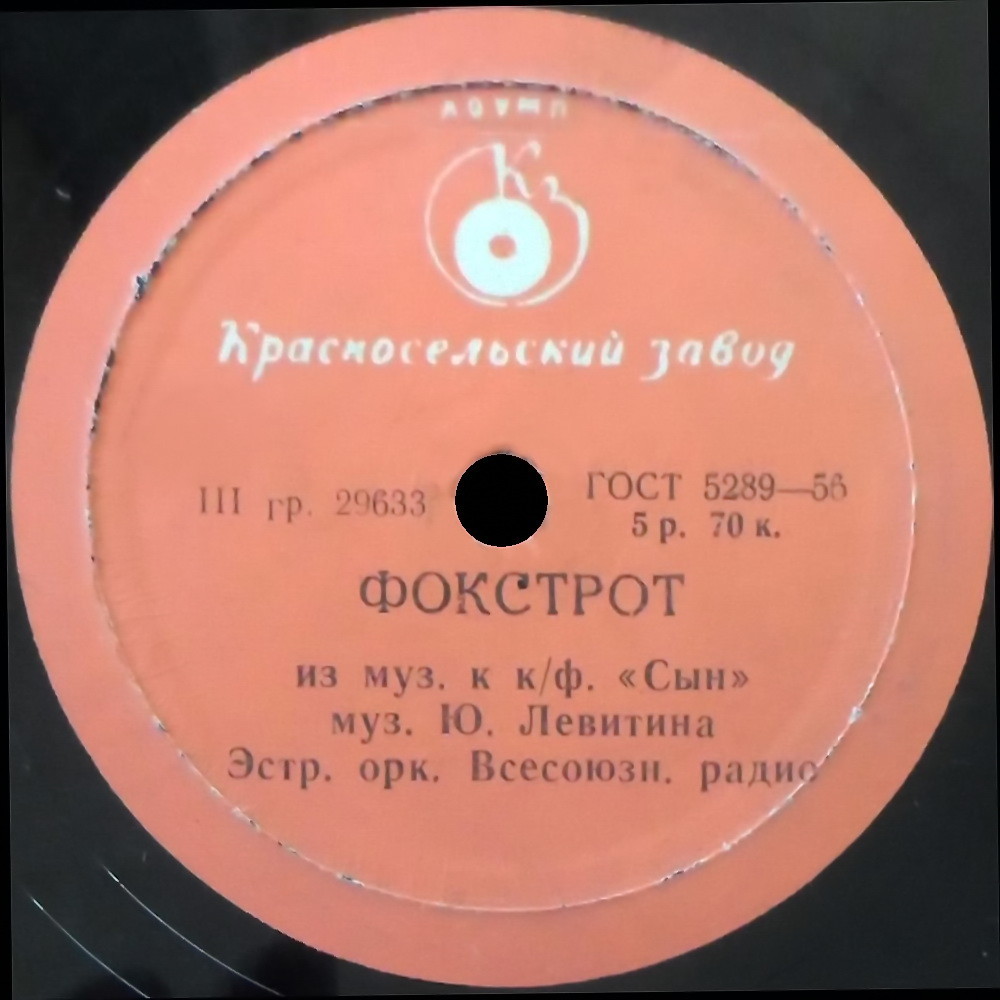 Кз
Красносельский завод
III гр. 29633
ГОСТ 5289—56
5 р. 70 к.
ФОКСТРОТ
из муз. к к/ф. «Сын»
муз. Ю. Левитина
Эстр. орк. Всесоюзн. радио